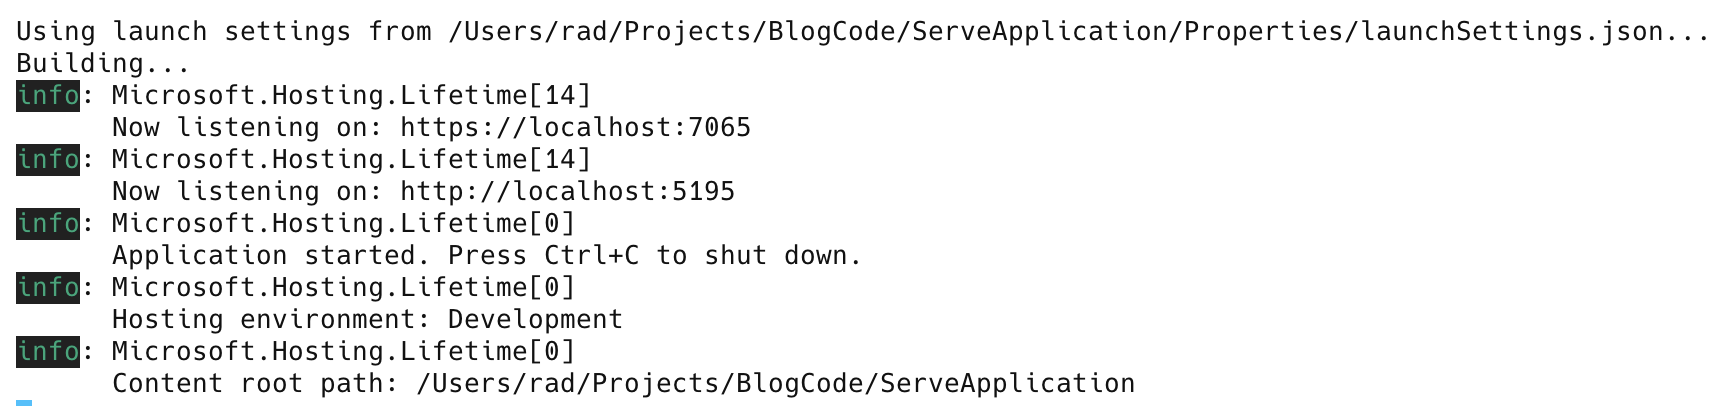 Using launch settings from /Users/rad/Projects/BlogCode/ServeApplication/Properties/launchSettings.json...
Building...
info: Microsoft.Hosting.Lifetime[14]
      Now listening on: https://localhost:7065
info: Microsoft.Hosting.Lifetime[14]
      Now listening on: http://localhost:5195
info: Microsoft.Hosting.Lifetime[0]
      Application started. Press Ctrl+C to shut down.
info: Microsoft.Hosting.Lifetime[0]
      Hosting environment: Development
info: Microsoft.Hosting.Lifetime[0]
      Content root path: /Users/rad/Projects/BlogCode/ServeApplication